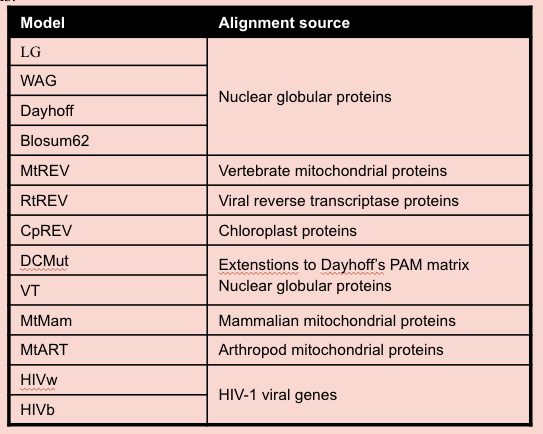 Model Alignment source
LG
WAG
Nuclear globular proteins
Dayhoff
Blosum62
MtREV Vertebrate mitochondrial proteins
RtREV Viral reverse transcriptase proteins
CpREV Chloroplast proteins
DCMut Extenstions to Dayhoff's PAM matrix
VT Nuclear globular proteins
MtMam Mammalian mitochondrial proteins
MtART Arthropod mitochondrial proteins
HIVw
HIV-1 viral genes
HIVb